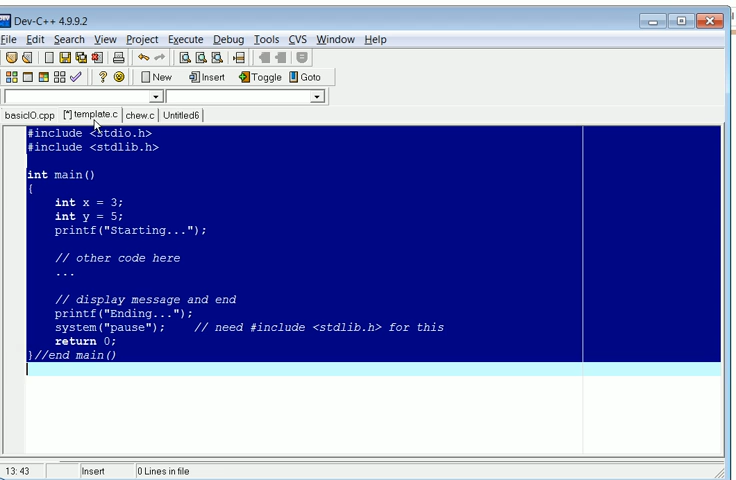 Dev-C++ 4.9.9.2
File Edit Search View Project Execute Debug Tools CVS Window Help
New Insert Toggle Goto
basicIO.cpp [*] template.c chew.c Untitled6
#include <stdio.h>
#include <stdlib.h>
int main()
{
int x = 3;
int y = 5;
printf("Starting...");
// other code here
...
// display message and end
printf("Ending...");
system("pause"); // need #include <stdlib.h> for this
return 0;
}//end main()
13: 43 Insert 0 Lines in file